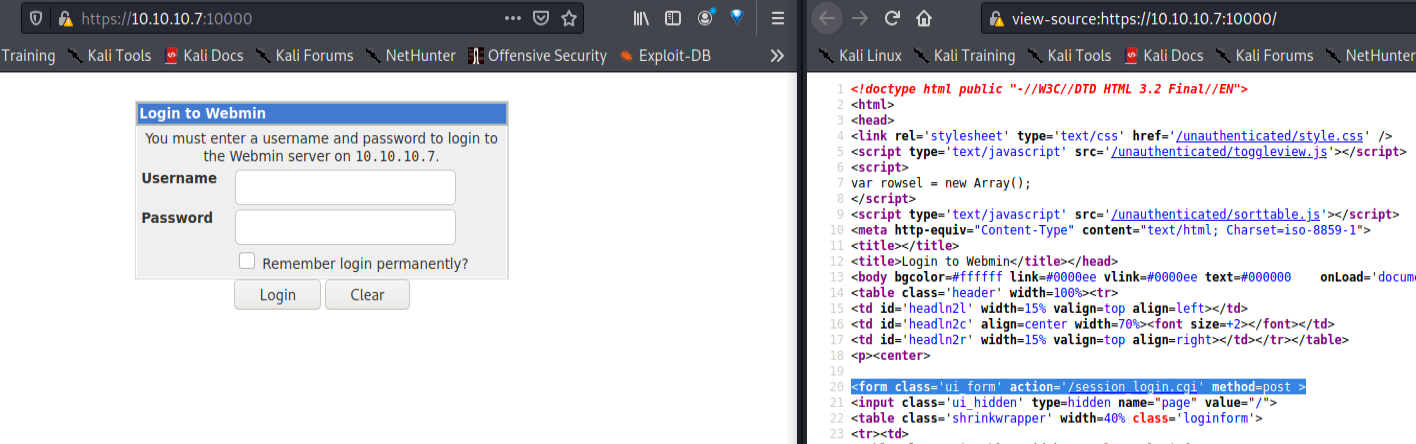 https://10.10.10.7:10000
Training Kali Tools Kali Docs Kali Forums NetHunter Offensive Security Exploit-DB
Login to Webmin
You must enter a username and password to login to
the Webmin server on 10.10.10.7.
Username
Password
Remember login permanently?
Login Clear
view-source:https://10.10.10.7:10000/
Kali Linux Kali Training Kali Tools Kali Docs Kali Forums NetHunter
1 <!doctype html public "-//W3C//DTD HTML 3.2 Final//EN">
2 <html>
3 <head>
4 <link rel='stylesheet' type='text/css' href='/unauthenticated/style.css' />
5 <script type='text/javascript' src='/unauthenticated/toggleview.js'></script>
6 <script>
7 var rowsel = new Array();
8 </script>
9 <script type='text/javascript' src='/unauthenticated/sorttable.js'></script>
10 <meta http-equiv="Content-Type" content="text/html; Charset=iso-8859-1">
11 <title></title>
12 <title>Login to Webmin</title></head>
13 <body bgcolor=#ffffff link=#0000ee vlink=#0000ee text=#000000    onLoad='docume
14 <table class='header' width=100%><tr>
15 <td id='headln2l' width=15% valign=top align=left></td>
16 <td id='headln2c' align=center width=70%><font size=+2></font></td>
17 <td id='headln2r' width=15% valign=top align=right></td></tr></table>
18 <p><center>
19
20 <form class='ui_form' action='/session_login.cgi' method=post >
21 <input class='ui_hidden' type=hidden name="page" value="/">
22 <table class='shrinkwrapper' width=40% class='loginform'>
23 <tr><td>